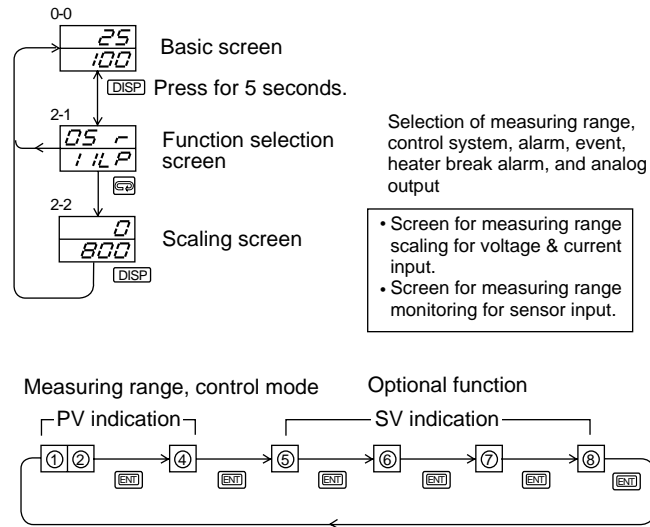 0-0
25
100
Basic screen
DISP Press for 5 seconds.
2-1
05 r
11LP
Function selection
screen
2-2
0
800
Scaling screen
DISP
Selection of measuring range,
control system, alarm, event,
heater break alarm, and analog
output
• Screen for measuring range
scaling for voltage & current
input.
• Screen for measuring range
monitoring for sensor input.
Measuring range, control mode Optional function
PV indication SV indication
① ② ④ ⑤ ⑥ ⑦ ⑧
ENT ENT ENT ENT ENT ENT